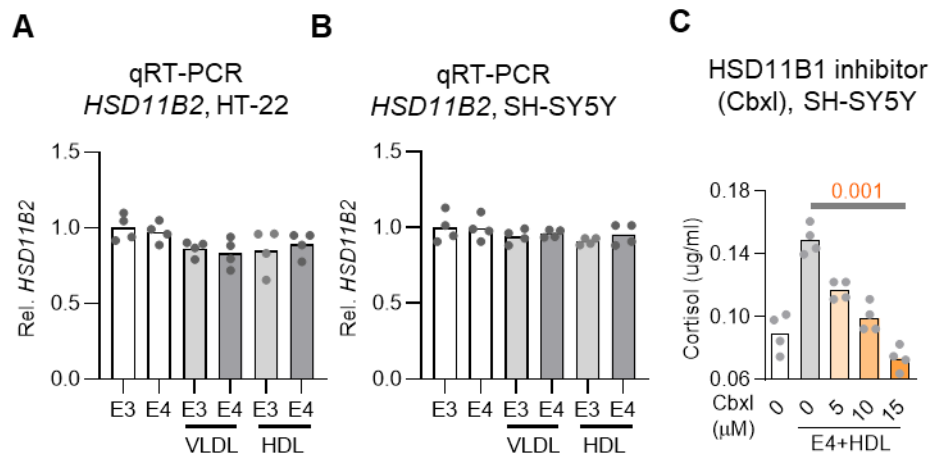 A
qRT-PCR
HSD11B2, HT-22
Rel. HSD11B2
1.5
1.0
0.5
0.0
E3 E4 E3 E4 E3 E4
VLDL HDL
B
qRT-PCR
HSD11B2, SH-SY5Y
Rel. HSD11B2
1.5
1.0
0.5
0.0
E3 E4 E3 E4 E3 E4
VLDL HDL
C
HSD11B1 inhibitor
(Cbxl), SH-SY5Y
Cortisol (ug/ml)
0.18
0.14
0.10
0.06
0.001
Cbxl 0 0 5 10 15
(μM)
E4+HDL